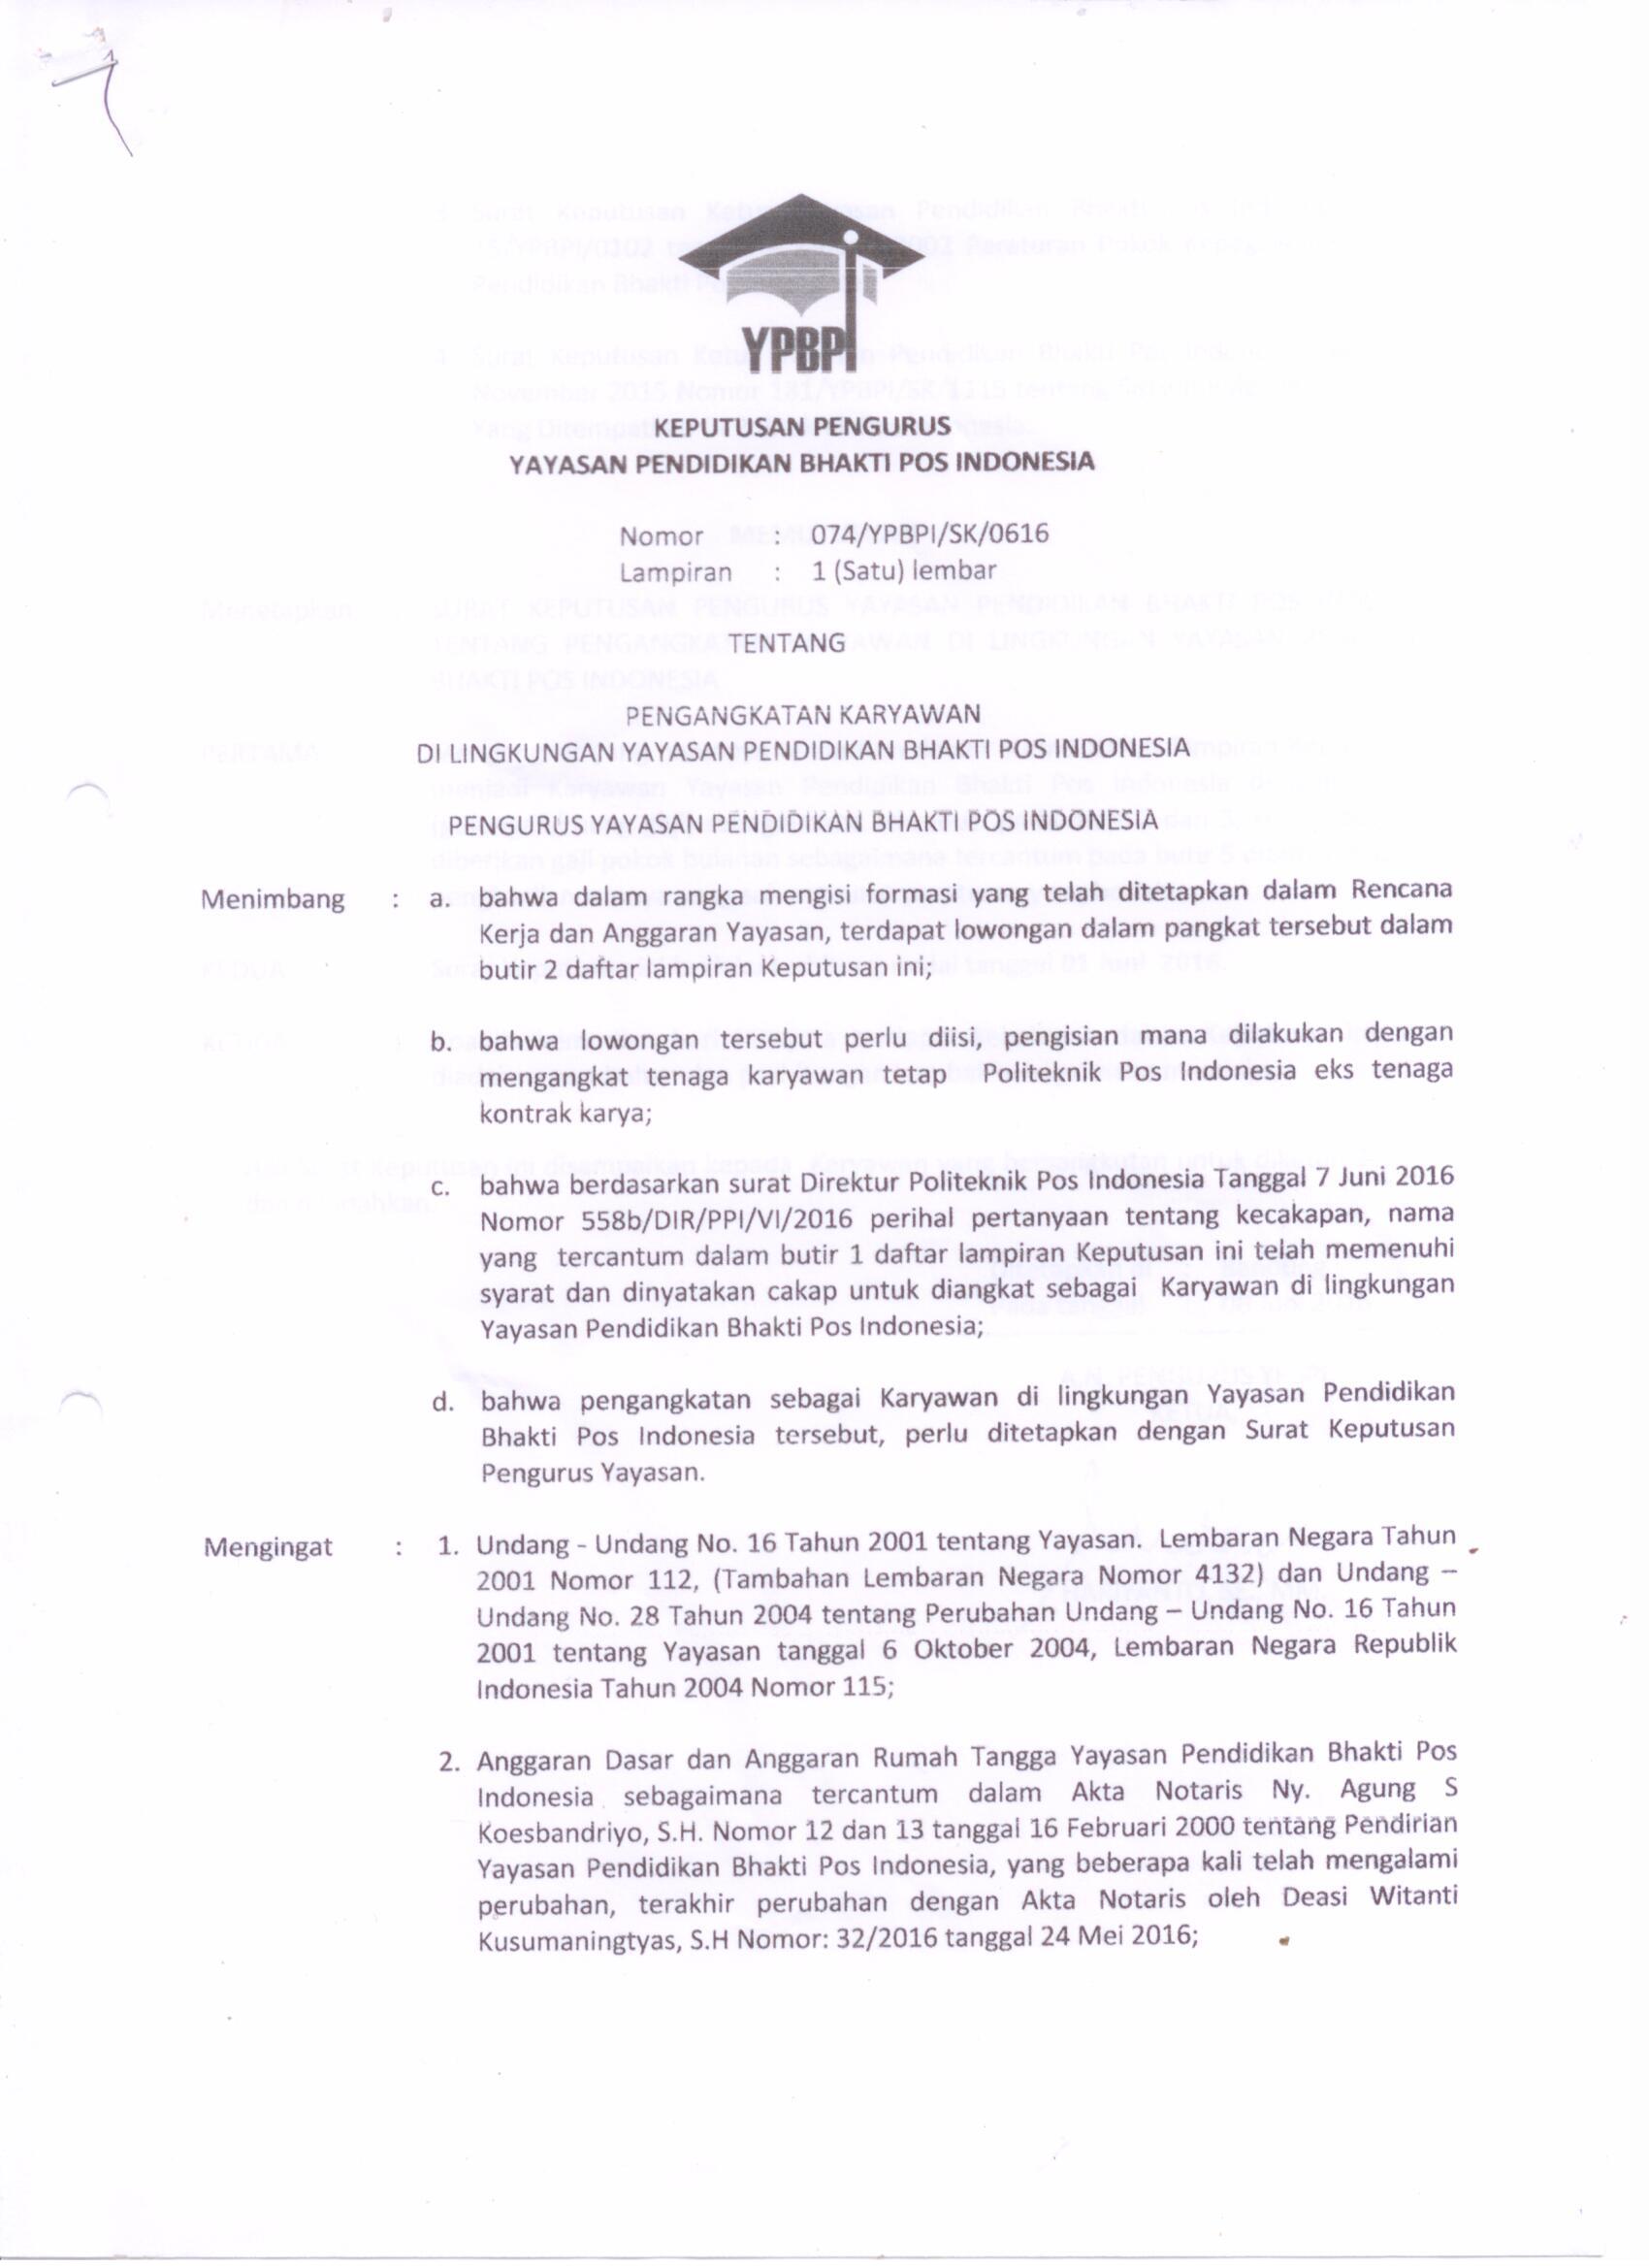 YPBPI
KEPUTUSAN PENGURUS
YAYASAN PENDIDIKAN BHAKTI POS INDONESIA
Nomor : 074/YPBPI/SK/0616
Lampiran : 1 (Satu) lembar
TENTANG
PENGANGKATAN KARYAWAN
DI LINGKUNGAN YAYASAN PENDIDIKAN BHAKTI POS INDONESIA
PENGURUS YAYASAN PENDIDIKAN BHAKTI POS INDONESIA
Menimbang : a. bahwa dalam rangka mengisi formasi yang telah ditetapkan dalam Rencana
Kerja dan Anggaran Yayasan, terdapat lowongan dalam pangkat tersebut dalam
butir 2 daftar lampiran Keputusan ini;
b. bahwa lowongan tersebut perlu diisi, pengisian mana dilakukan dengan
mengangkat tenaga karyawan tetap Politeknik Pos Indonesia eks tenaga
kontrak karya;
c. bahwa berdasarkan surat Direktur Politeknik Pos Indonesia Tanggal 7 Juni 2016
Nomor 558b/DIR/PPI/VI/2016 perihal pertanyaan tentang kecakapan, nama
yang tercantum dalam butir 1 daftar lampiran Keputusan ini telah memenuhi
syarat dan dinyatakan cakap untuk diangkat sebagai Karyawan di lingkungan
Yayasan Pendidikan Bhakti Pos Indonesia;
d. bahwa pengangkatan sebagai Karyawan di lingkungan Yayasan Pendidikan
Bhakti Pos Indonesia tersebut, perlu ditetapkan dengan Surat Keputusan
Pengurus Yayasan.
Mengingat : 1. Undang - Undang No. 16 Tahun 2001 tentang Yayasan. Lembaran Negara Tahun
2001 Nomor 112, (Tambahan Lembaran Negara Nomor 4132) dan Undang –
Undang No. 28 Tahun 2004 tentang Perubahan Undang – Undang No. 16 Tahun
2001 tentang Yayasan tanggal 6 Oktober 2004, Lembaran Negara Republik
Indonesia Tahun 2004 Nomor 115;
2. Anggaran Dasar dan Anggaran Rumah Tangga Yayasan Pendidikan Bhakti Pos
Indonesia sebagaimana tercantum dalam Akta Notaris Ny. Agung S
Koesbandriyo, S.H. Nomor 12 dan 13 tanggal 16 Februari 2000 tentang Pendirian
Yayasan Pendidikan Bhakti Pos Indonesia, yang beberapa kali telah mengalami
perubahan, terakhir perubahan dengan Akta Notaris oleh Deasi Witanti
Kusumaningtyas, S.H Nomor: 32/2016 tanggal 24 Mei 2016;